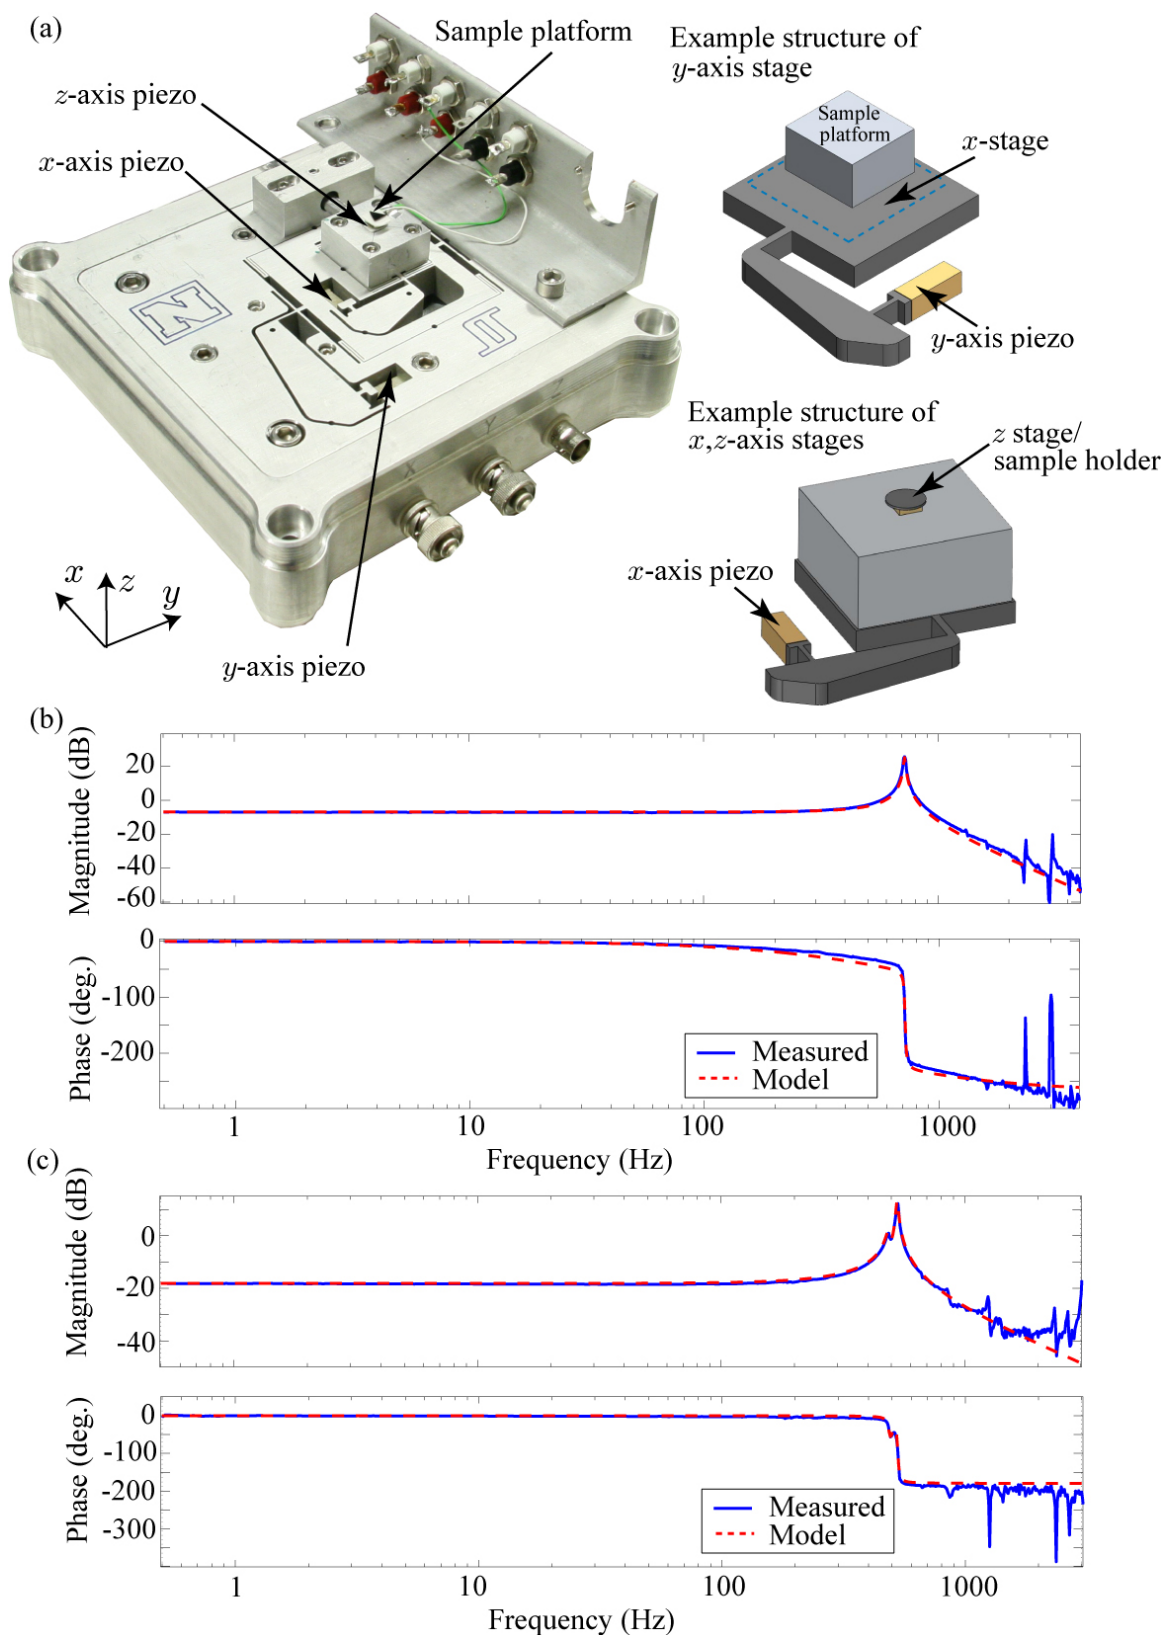 (a)
Sample platform
z-axis piezo
x-axis piezo
y-axis piezo
x
z
y
N
X
Y
Z
Example structure of
y-axis stage
Sample
platform
x-stage
y-axis piezo
Example structure of
x,z-axis stages
z stage/
sample holder
x-axis piezo
(b)
Magnitude (dB)
20
0
-20
-40
-60
Phase (deg.)
0
-100
-200
Measured
Model
1
10
100
1000
Frequency (Hz)
(c)
Magnitude (dB)
0
-20
-40
Phase (deg.)
0
-100
-200
-300
Measured
Model
1
10
100
1000
Frequency (Hz)